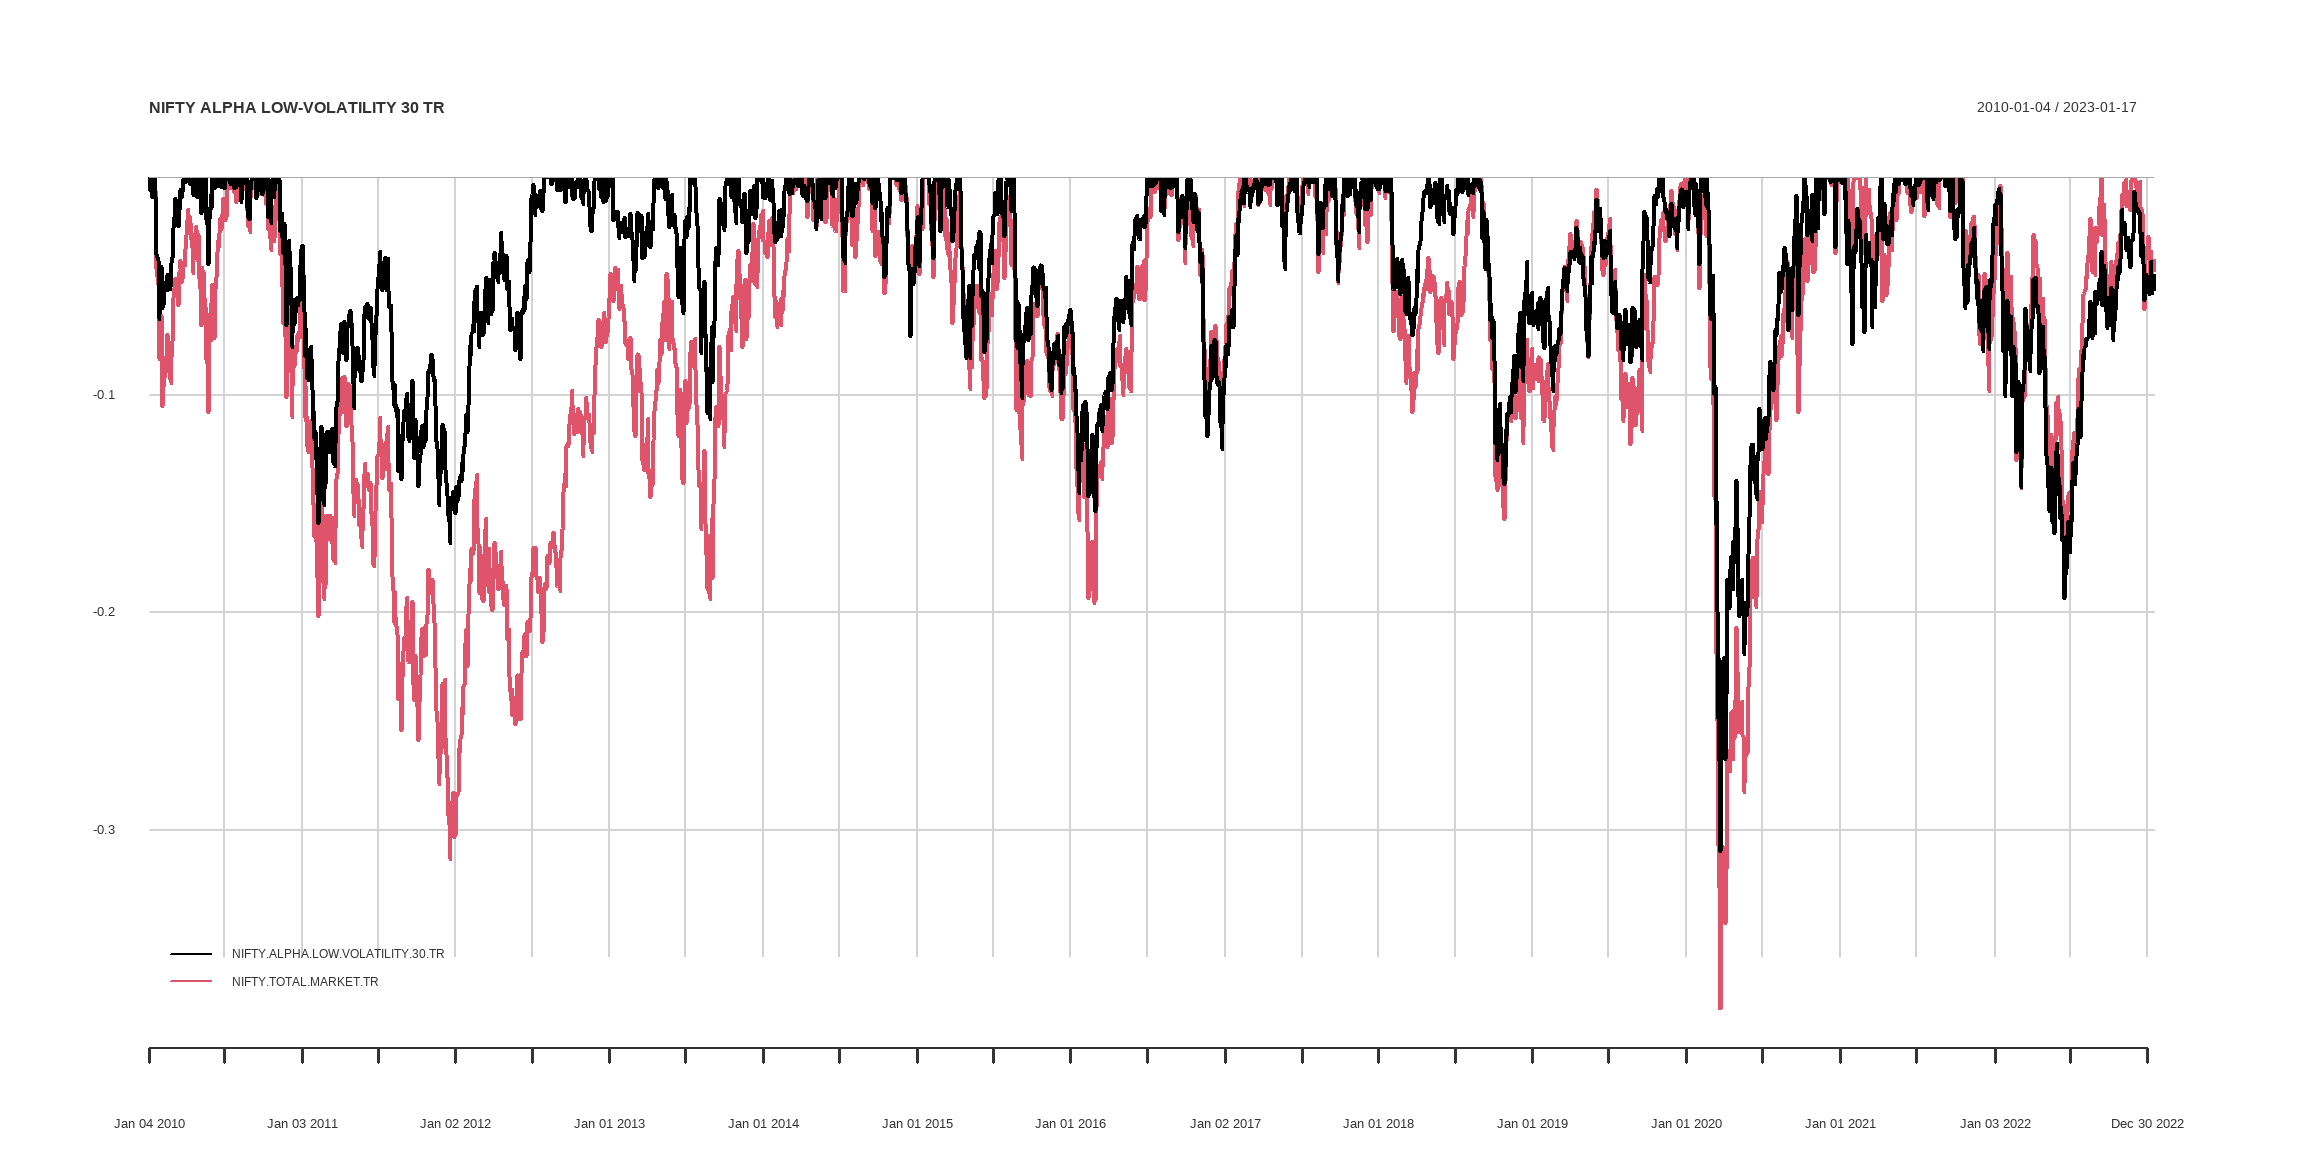 NIFTY ALPHA LOW-VOLATILITY 30 TR 2010-01-04 / 2023-01-17
-0.1
-0.2
-0.3
NIFTY.ALPHA.LOW.VOLATILITY.30.TR
NIFTY.TOTAL.MARKET.TR
Jan 04 2010 Jan 03 2011 Jan 02 2012 Jan 01 2013 Jan 01 2014 Jan 01 2015 Jan 01 2016 Jan 02 2017 Jan 01 2018 Jan 01 2019 Jan 01 2020 Jan 01 2021 Jan 03 2022 Dec 30 2022